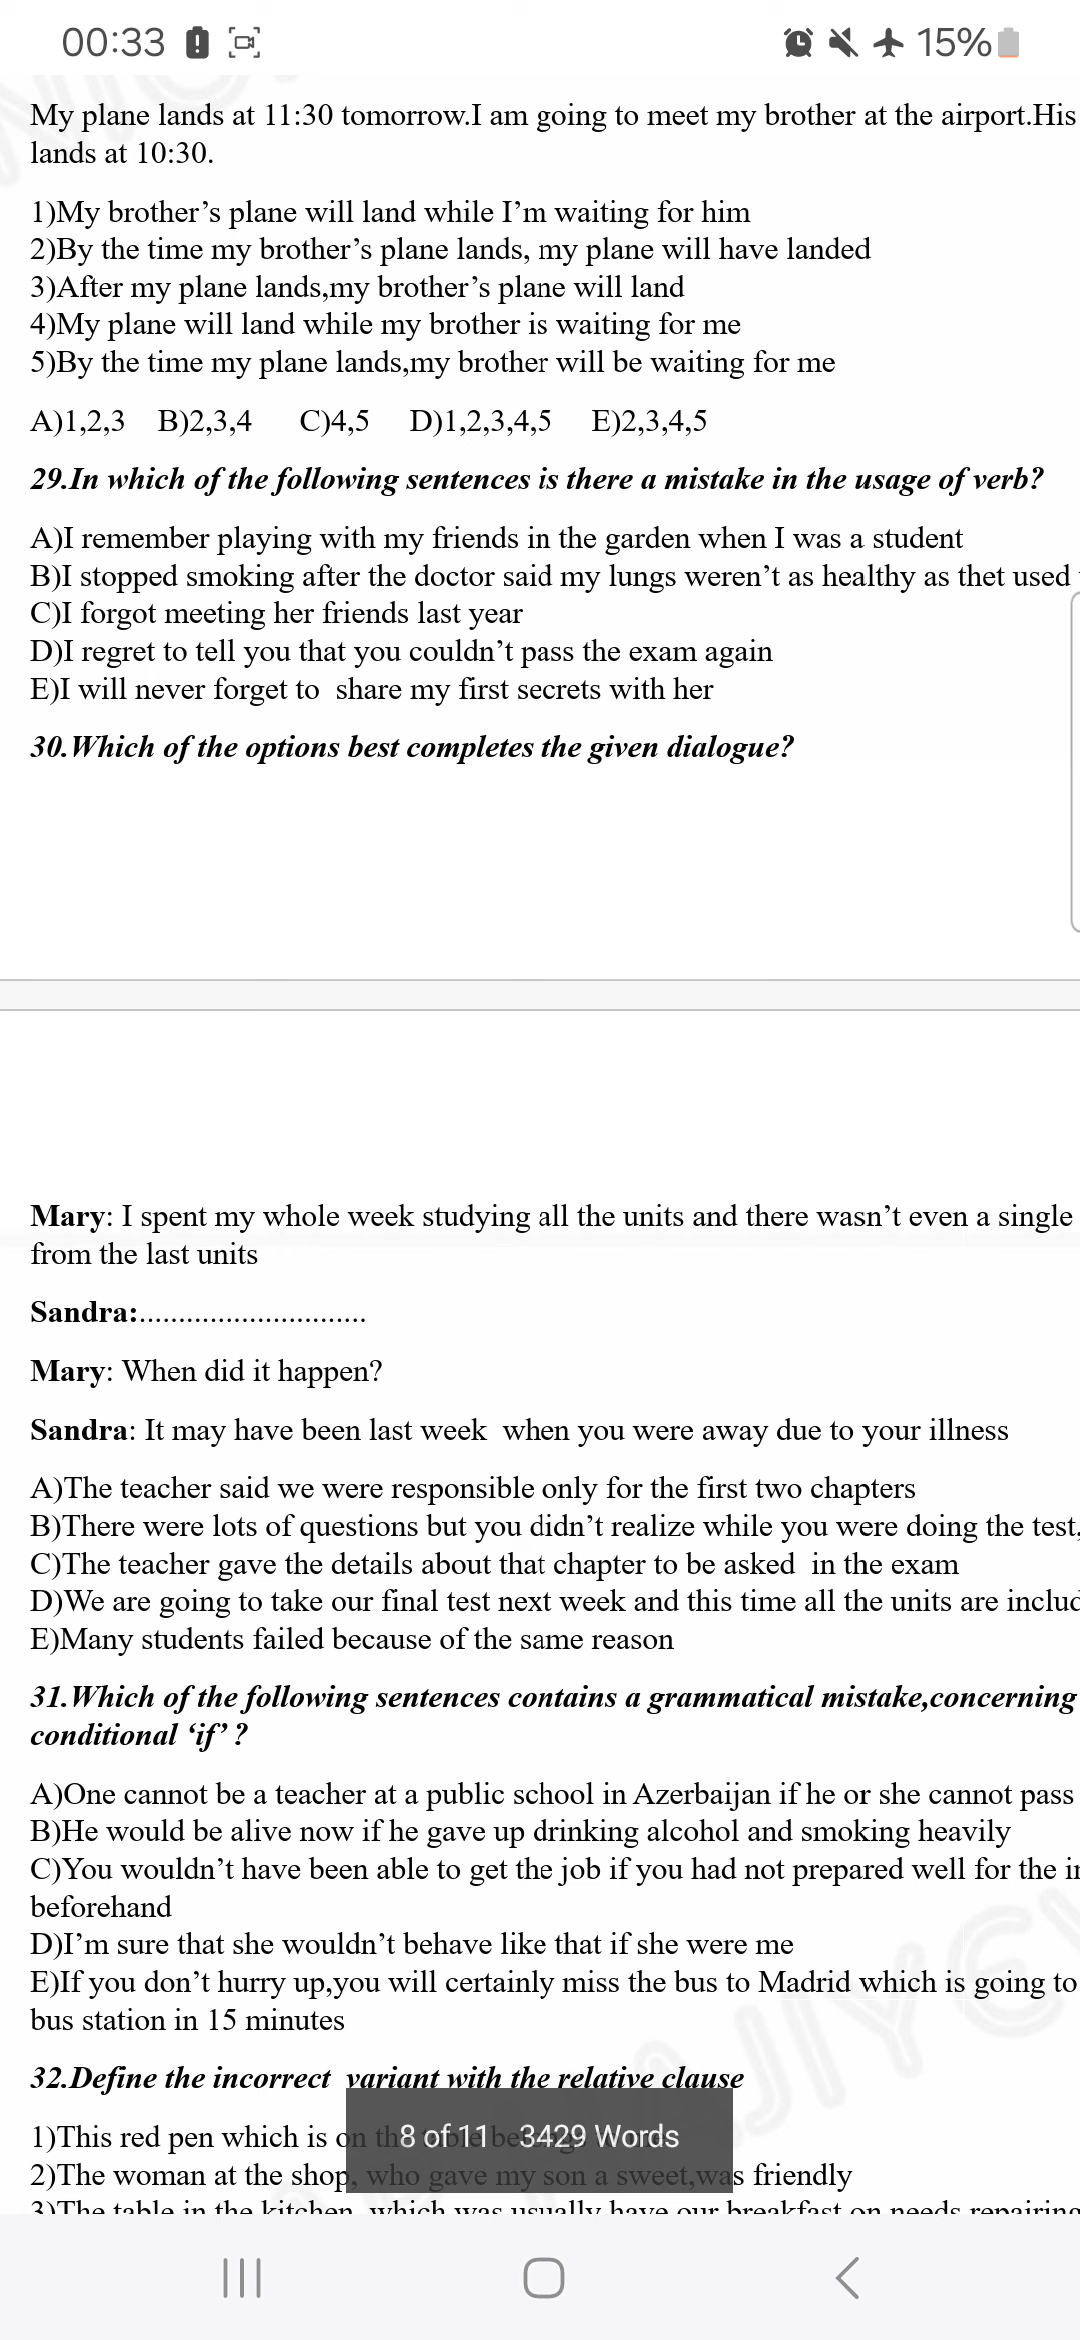 00:33
15%
My plane lands at 11:30 tomorrow.I am going to meet my brother at the airport.His
lands at 10:30.
1)My brother’s plane will land while I’m waiting for him
2)By the time my brother’s plane lands, my plane will have landed
3)After my plane lands,my brother’s plane will land
4)My plane will land while my brother is waiting for me
5)By the time my plane lands,my brother will be waiting for me
A)1,2,3 B)2,3,4 C)4,5 D)1,2,3,4,5 E)2,3,4,5
29.In which of the following sentences is there a mistake in the usage of verb?
A)I remember playing with my friends in the garden when I was a student
B)I stopped smoking after the doctor said my lungs weren’t as healthy as thet used
C)I forgot meeting her friends last year
D)I regret to tell you that you couldn’t pass the exam again
E)I will never forget to share my first secrets with her
30.Which of the options best completes the given dialogue?
Mary: I spent my whole week studying all the units and there wasn’t even a single
from the last units
Sandra:.............................
Mary: When did it happen?
Sandra: It may have been last week when you were away due to your illness
A)The teacher said we were responsible only for the first two chapters
B)There were lots of questions but you didn’t realize while you were doing the test,
C)The teacher gave the details about that chapter to be asked in the exam
D)We are going to take our final test next week and this time all the units are includ
E)Many students failed because of the same reason
31.Which of the following sentences contains a grammatical mistake,concerning
conditional ‘if’ ?
A)One cannot be a teacher at a public school in Azerbaijan if he or she cannot pass
B)He would be alive now if he gave up drinking alcohol and smoking heavily
C)You wouldn’t have been able to get the job if you had not prepared well for the in
beforehand
D)I’m sure that she wouldn’t behave like that if she were me
E)If you don’t hurry up,you will certainly miss the bus to Madrid which is going to
bus station in 15 minutes
32.Define the incorrect variant with the relative clause
1)This red pen which is on the
8 of 11 3429 Words
2)The woman at the shop, who gave my son a sweet,was friendly
3)The table in the kitchen, which was usually have our breakfast on needs repairing